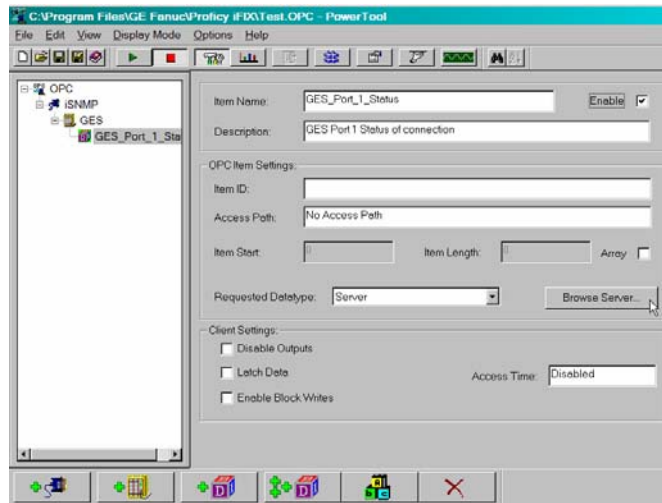 C:\Program Files\GE Fanuc\Proficy iFIX\Test.OPC - PowerTool
File Edit View Display Mode Options Help
OPC
iSNMP
GES
GES_Port_1_Sta
Item Name: GES_Port_1_Status Enable
Description: GES Port 1 Status of connection
OPC Item Settings:
Item ID:
Access Path: No Access Path
Item Start: 0 Item Length: 0 Array
Requested Datatype: Server Browse Server...
Client Settings:
Disable Outputs
Latch Data Access Time: Disabled
Enable Block Writes